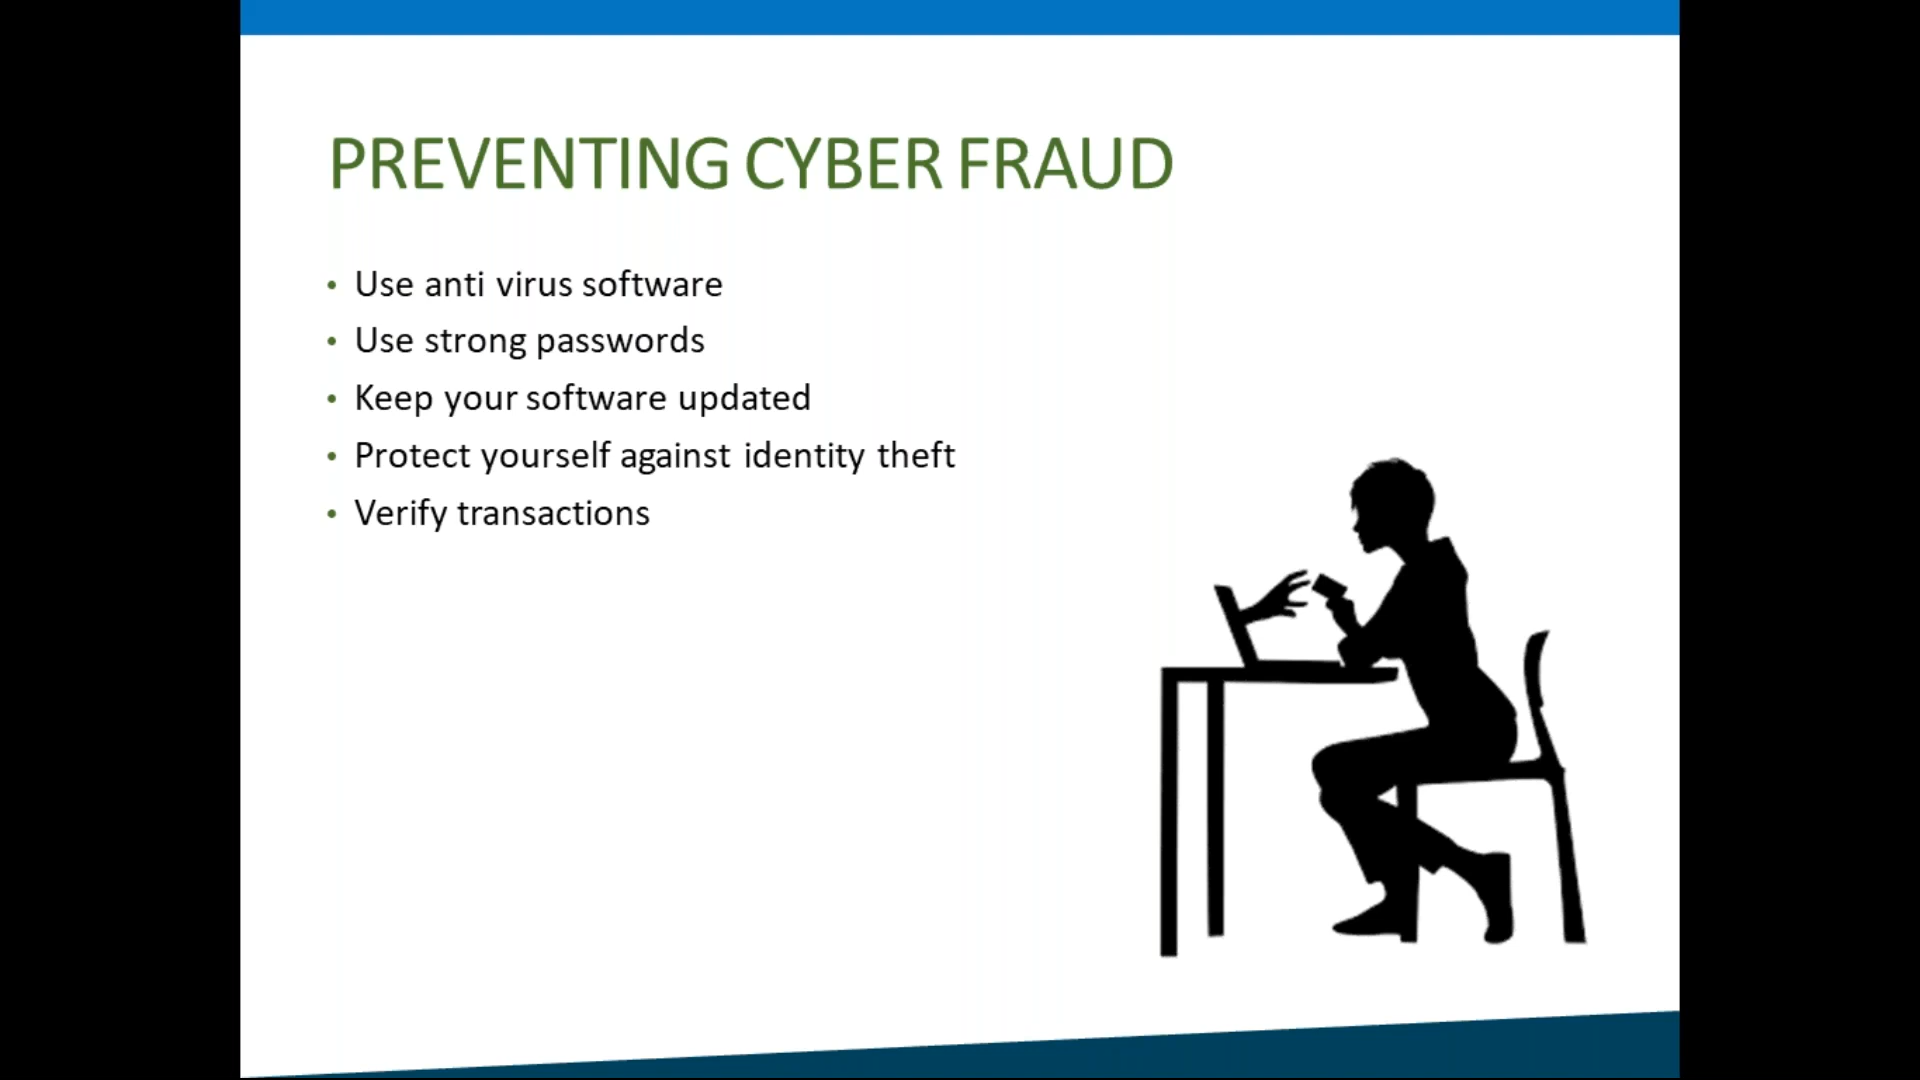 PREVENTING CYBER FRAUD
• Use anti virus software
• Use strong passwords
• Keep your software updated
• Protect yourself against identity theft
• Verify transactions